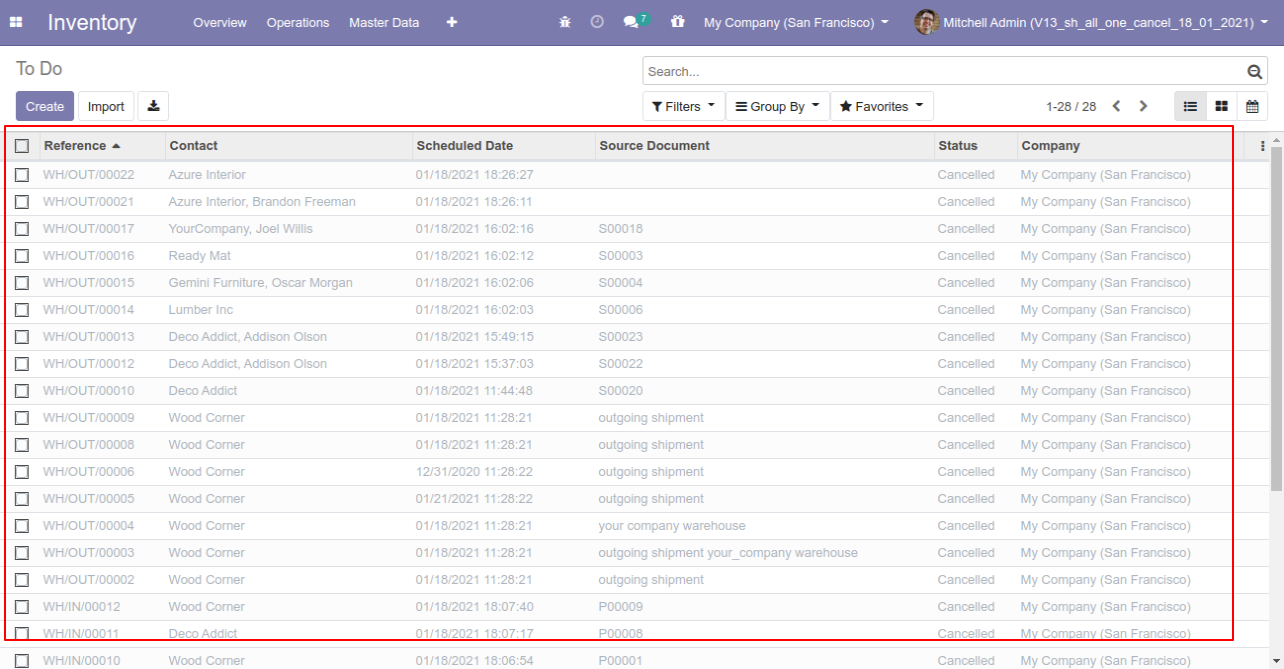 Inventory Overview Operations Master Data 7 My Company (San Francisco) Mitchell Admin (V13_sh_all_one_cancel_18_01_2021)
To Do Search...
Create Import Filters Group By Favorites 1-28 / 28
Reference Contact Scheduled Date Source Document Status Company
WH/OUT/00022 Azure Interior 01/18/2021 18:26:27 Cancelled My Company (San Francisco)
WH/OUT/00021 Azure Interior, Brandon Freeman 01/18/2021 18:26:11 Cancelled My Company (San Francisco)
WH/OUT/00017 YourCompany, Joel Willis 01/18/2021 16:02:16 S00018 Cancelled My Company (San Francisco)
WH/OUT/00016 Ready Mat 01/18/2021 16:02:12 S00003 Cancelled My Company (San Francisco)
WH/OUT/00015 Gemini Furniture, Oscar Morgan 01/18/2021 16:02:06 S00004 Cancelled My Company (San Francisco)
WH/OUT/00014 Lumber Inc 01/18/2021 16:02:03 S00006 Cancelled My Company (San Francisco)
WH/OUT/00013 Deco Addict, Addison Olson 01/18/2021 15:49:15 S00023 Cancelled My Company (San Francisco)
WH/OUT/00012 Deco Addict, Addison Olson 01/18/2021 15:37:03 S00022 Cancelled My Company (San Francisco)
WH/OUT/00010 Deco Addict 01/18/2021 11:44:48 S00020 Cancelled My Company (San Francisco)
WH/OUT/00009 Wood Corner 01/18/2021 11:28:21 outgoing shipment Cancelled My Company (San Francisco)
WH/OUT/00008 Wood Corner 01/18/2021 11:28:21 outgoing shipment Cancelled My Company (San Francisco)
WH/OUT/00006 Wood Corner 12/31/2020 11:28:22 outgoing shipment Cancelled My Company (San Francisco)
WH/OUT/00005 Wood Corner 01/21/2021 11:28:22 outgoing shipment Cancelled My Company (San Francisco)
WH/OUT/00004 Wood Corner 01/18/2021 11:28:21 your company warehouse Cancelled My Company (San Francisco)
WH/OUT/00003 Wood Corner 01/18/2021 11:28:21 outgoing shipment your_company warehouse Cancelled My Company (San Francisco)
WH/OUT/00002 Wood Corner 01/18/2021 11:28:21 outgoing shipment Cancelled My Company (San Francisco)
WH/IN/00012 Wood Corner 01/18/2021 18:07:40 P00009 Cancelled My Company (San Francisco)
WH/IN/00011 Deco Addict 01/18/2021 18:07:17 P00008 Cancelled My Company (San Francisco)
WH/IN/00010 Wood Corner 01/18/2021 18:06:54 P00001 Cancelled My Company (San Francisco)